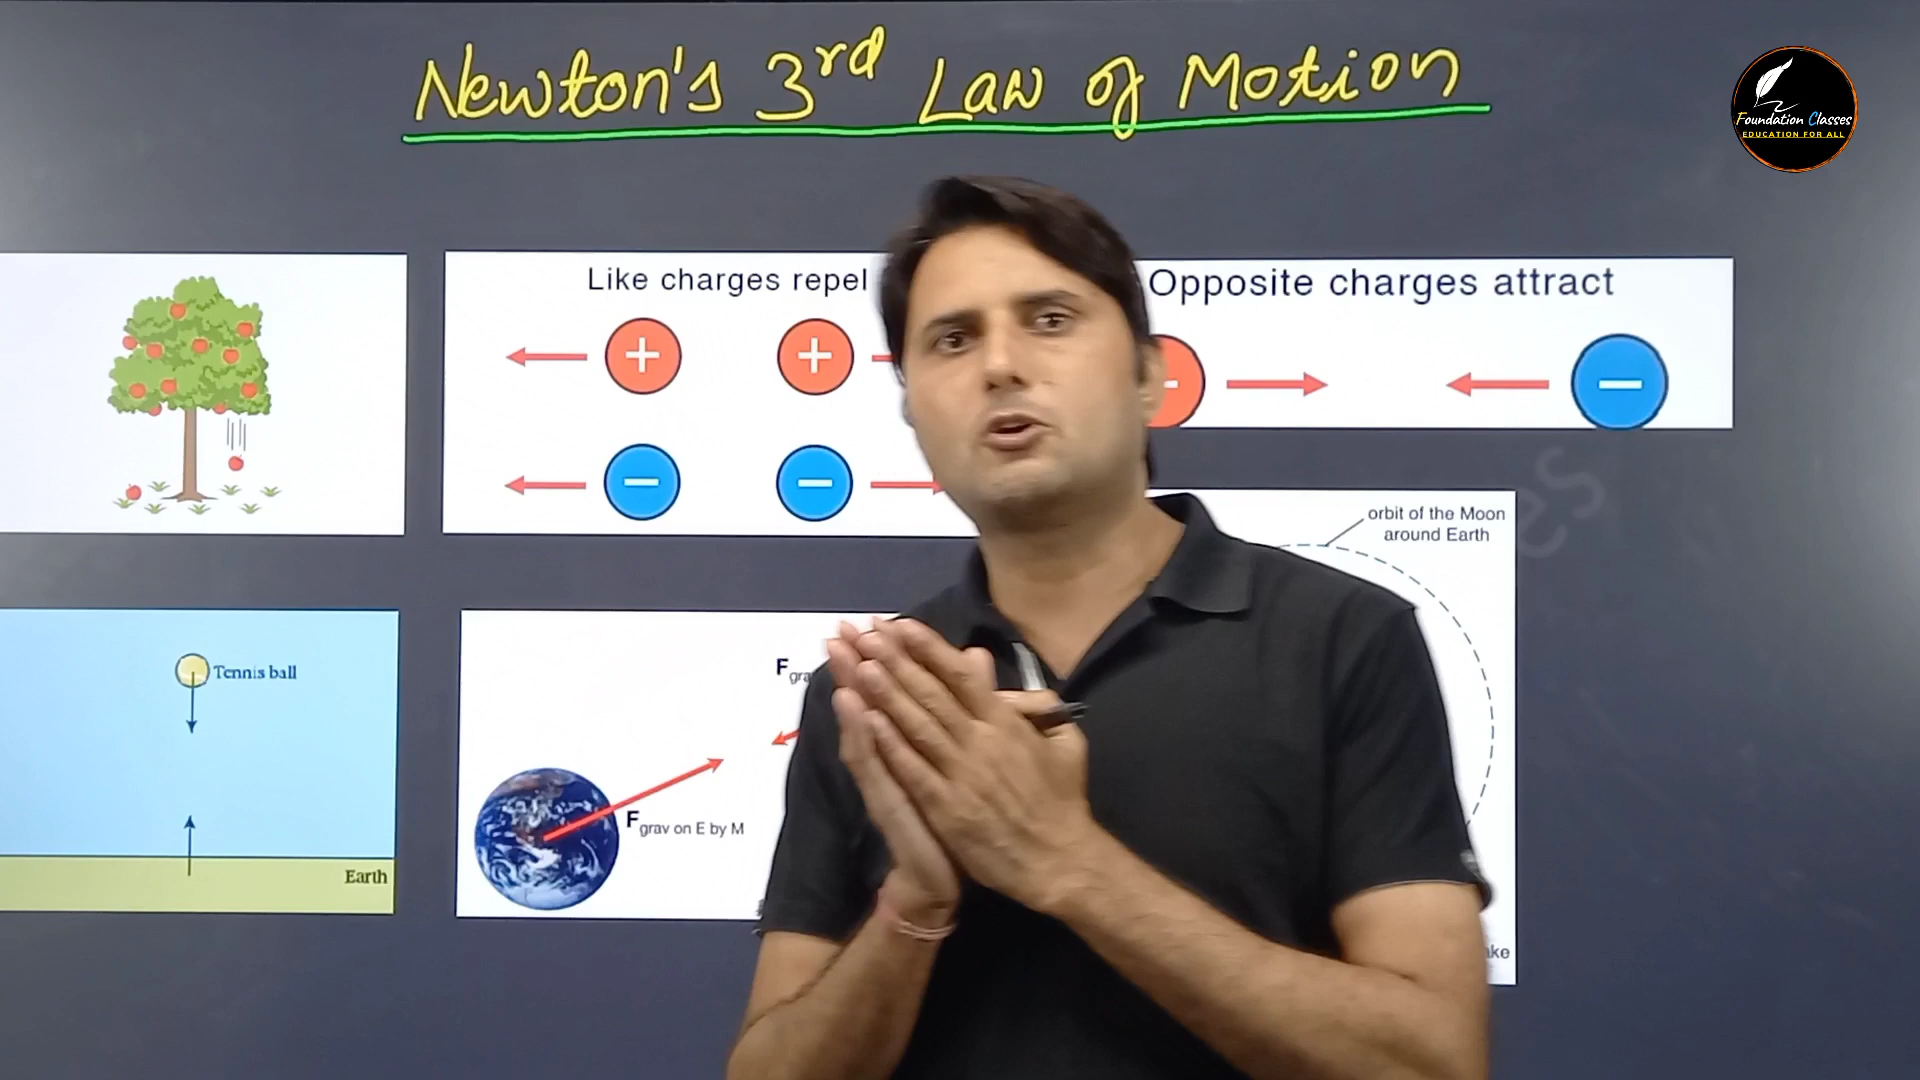 Newton's 3rd Law of Motion
Foundation Classes
EDUCATION FOR ALL
Like charges repel
Opposite charges attract
+ +
− −
−
orbit of the Moon
around Earth
Tennis ball
Earth
F
F grav on E by M